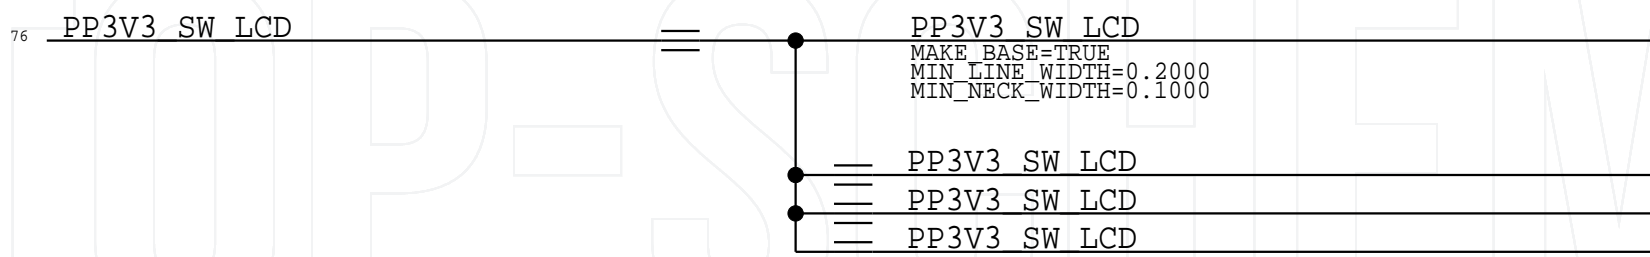 76 PP3V3_SW_LCD PP3V3_SW_LCD
MAKE_BASE=TRUE
MIN_LINE_WIDTH=0.2000
MIN_NECK_WIDTH=0.1000
PP3V3_SW_LCD
PP3V3_SW_LCD
PP3V3_SW_LCD